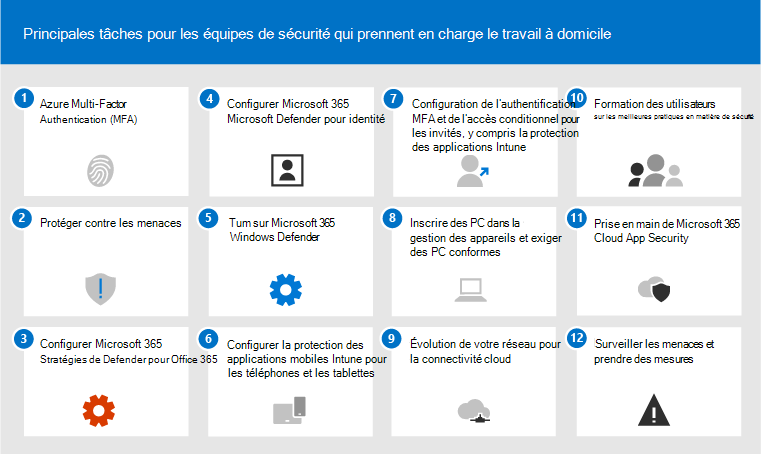 Principales tâches pour les équipes de sécurité qui prennent en charge le travail à domicile
1
Azure Multi-Factor
Authentication (MFA)
2
Protéger contre les menaces
3
Configurer Microsoft 365
Stratégies de Defender pour Office 365
4
Configurer Microsoft 365
Microsoft Defender pour identité
5
Tum sur Microsoft 365
Windows Defender
6
Configurer la protection des
applications mobiles Intune pour
les téléphones et les tablettes
7
Configuration de l'authentification
MFA et de l'accès conditionnel pour
les invités, y compris la protection
des applications Intune
8
Inscrire des PC dans la
gestion des appareils et exiger
des PC conformes
9
Évolution de votre réseau pour
la connectivité cloud
10
Formation des utilisateurs
sur les meilleures pratiques en matière de sécurité
11
Prise en main de Microsoft 365
Cloud App Security
12
Surveiller les menaces et
prendre des mesures